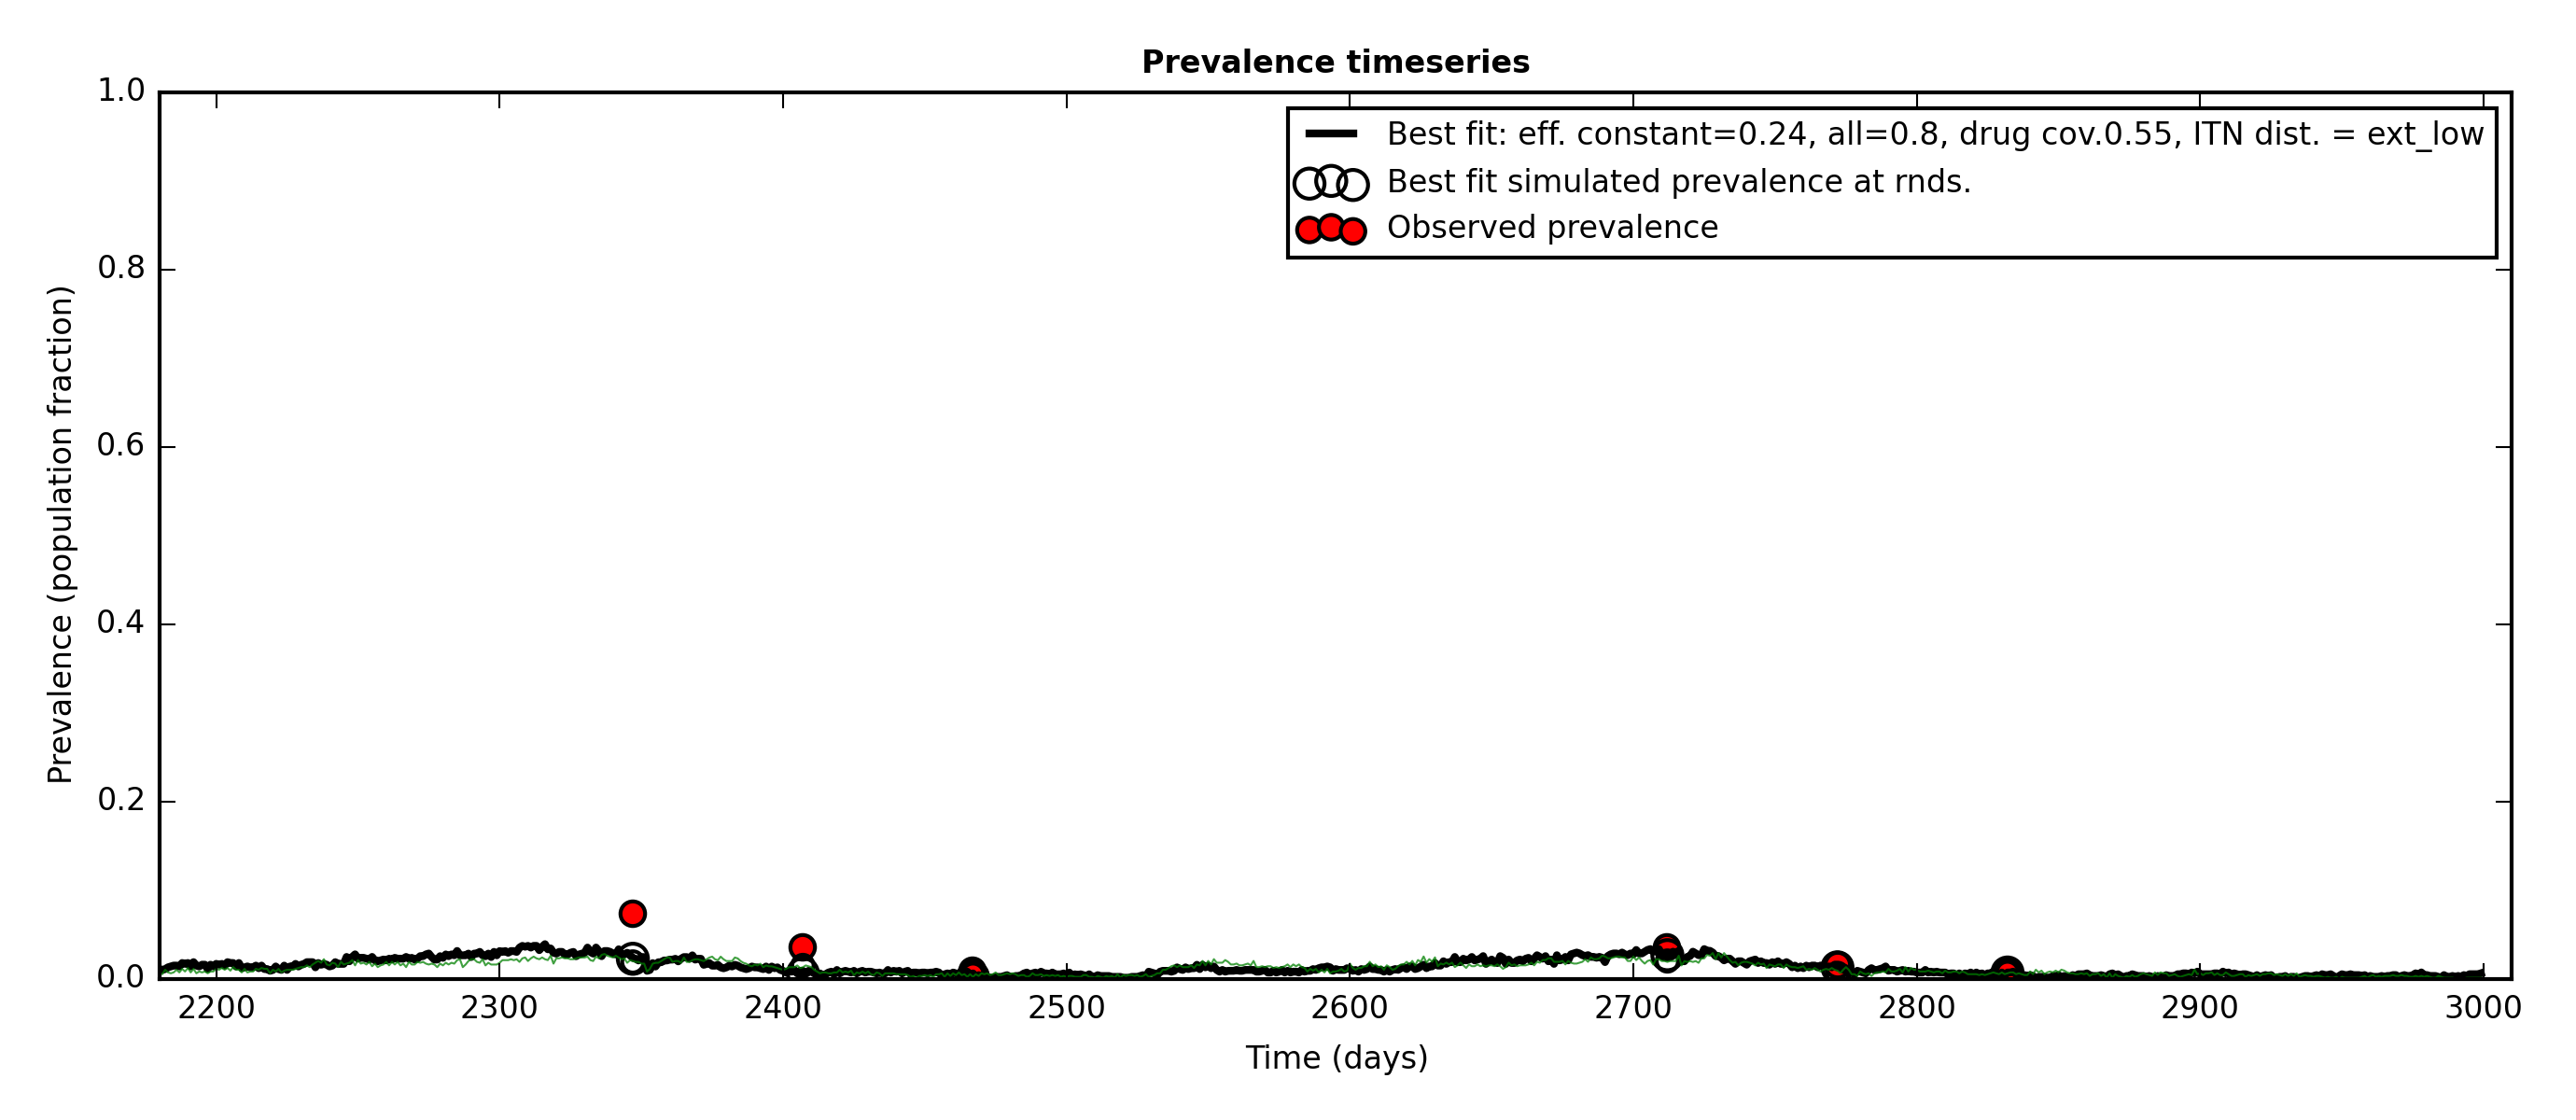 Prevalence timeseries
1.0
0.8
0.6
0.4
0.2
0.0
Prevalence (population fraction)
Best fit: eff. constant=0.24, all=0.8, drug cov.0.55, ITN dist. = ext_low
Best fit simulated prevalence at rnds.
Observed prevalence
2200 2300 2400 2500 2600 2700 2800 2900 3000
Time (days)